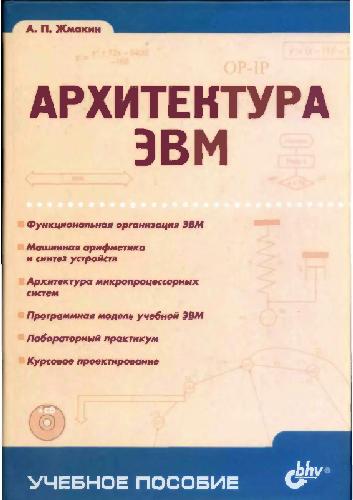 А. П. Жмакин
OP-IP
АРХИТЕКТУРА
ЭВМ
Функциональная организация ЭВМ
Машинная арифметика
и синтез устройств
Архитектура микропроцессорных
систем
Программная модель учебной ЭВМ
Лабораторный практикум
Курсовое проектирование
+CD
bhv®
УЧЕБНОЕ ПОСОБИЕ